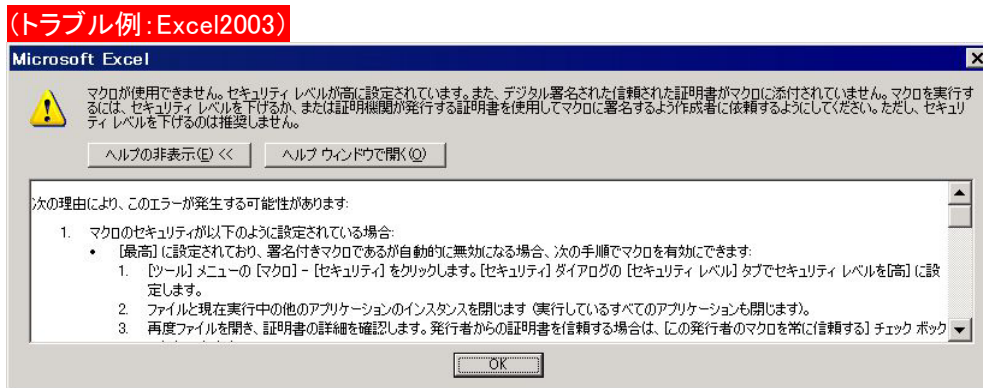 (トラブル例:Excel2003)
Microsoft Excel
マクロが使用できません。セキュリティ レベルが高に設定されています。また、デジタル署名された信頼された証明書がマクロに添付されていません。マクロを実行す
るには、セキュリティ レベルを下げるか、または証明機関が発行する証明書を使用してマクロに署名するよう作成者に依頼するようにしてください。ただし、セキュリ
ティ レベルを下げるのは推奨しません。
ヘルプの非表示(E) << ヘルプ ウィンドウで開く(O)
次の理由により、このエラーが発生する可能性があります:
1. マクロのセキュリティが以下のように設定されている場合:
• [最高] に設定されており、署名付きマクロであるが自動的に無効になる場合、次の手順でマクロを有効にできます:
1. [ツール] メニューの [マクロ] - [セキュリティ] をクリックします。[セキュリティ] ダイアログの [セキュリティ レベル] タブでセキュリティ レベルを[高] に設
定します。
2. ファイルと現在実行中の他のアプリケーションのインスタンスを閉じます (実行しているすべてのアプリケーションも閉じます)。
3. 再度ファイルを開き、証明書の詳細を確認します。発行者からの証明書を信頼する場合は、[この発行者のマクロを常に信頼する] チェック ボック
OK